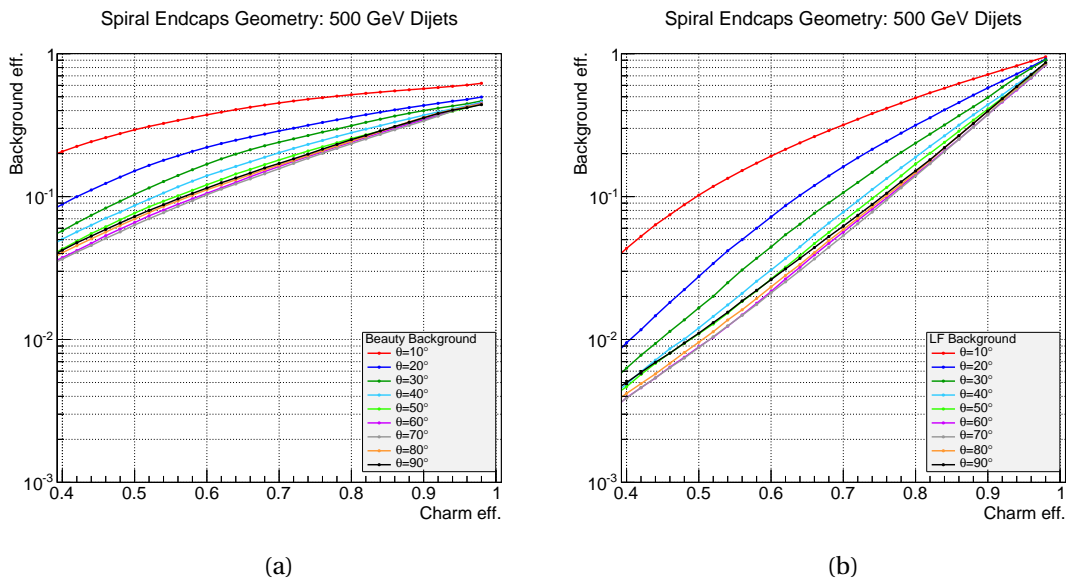 Spiral Endcaps Geometry: 500 GeV Dijets
Background eff.
1
10⁻¹
10⁻²
10⁻³
Beauty Background
θ=10°
θ=20°
θ=30°
θ=40°
θ=50°
θ=60°
θ=70°
θ=80°
θ=90°
0.4 0.5 0.6 0.7 0.8 0.9 1
Charm eff.
(a)
Spiral Endcaps Geometry: 500 GeV Dijets
Background eff.
1
10⁻¹
10⁻²
10⁻³
LF Background
θ=10°
θ=20°
θ=30°
θ=40°
θ=50°
θ=60°
θ=70°
θ=80°
θ=90°
0.4 0.5 0.6 0.7 0.8 0.9 1
Charm eff.
(b)